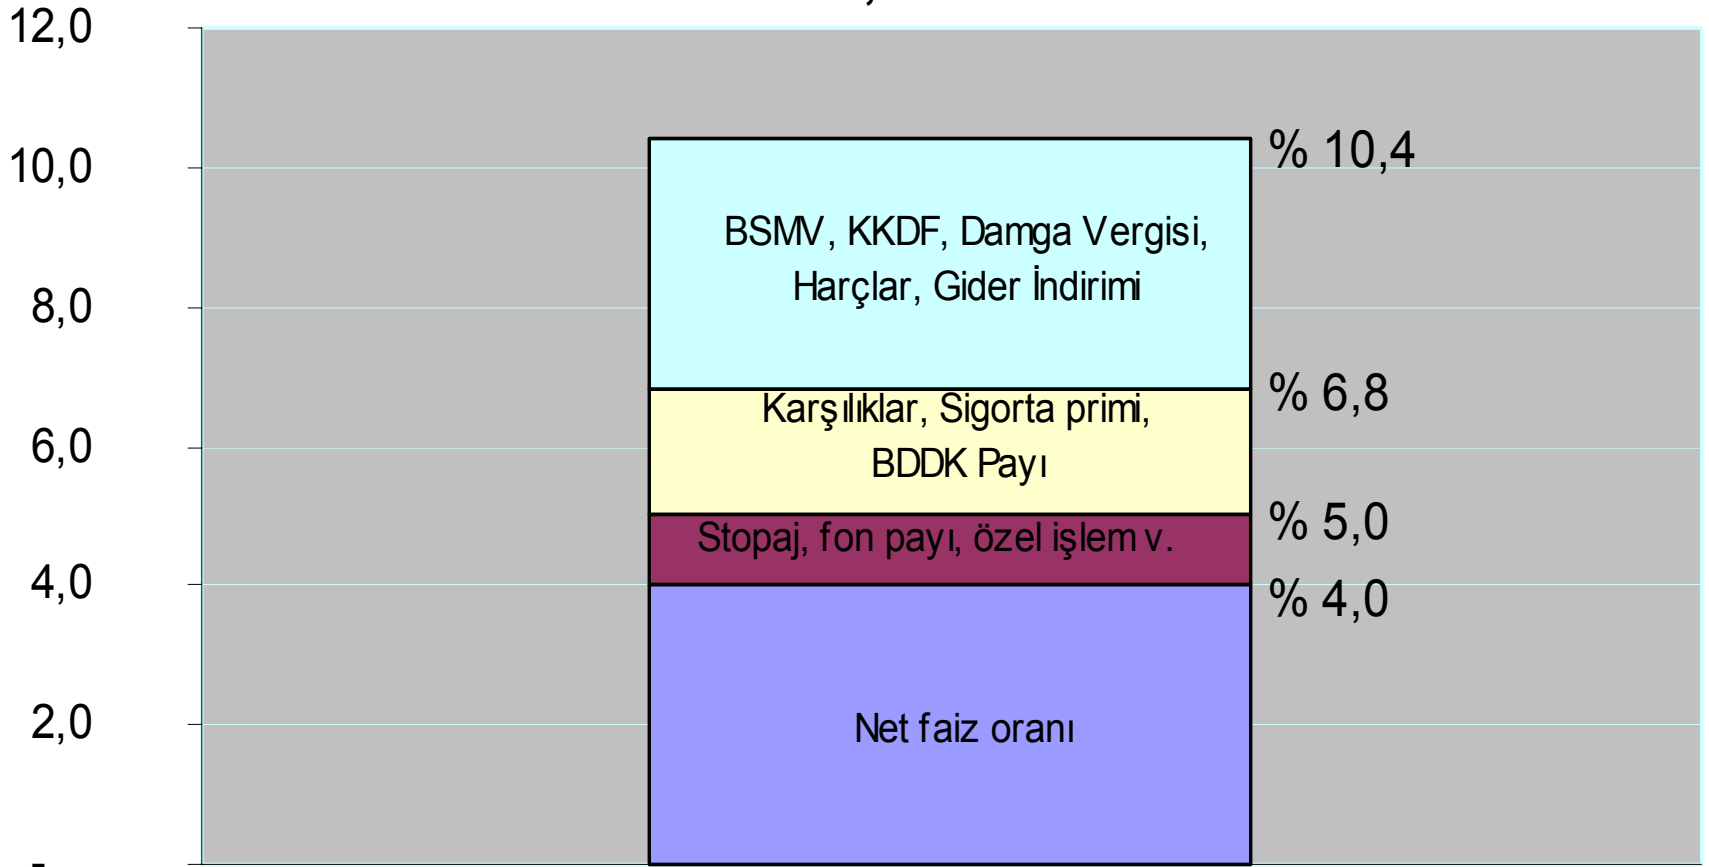 12,0
10,0
8,0
6,0
4,0
2,0
-
% 10,4
BSMV, KKDF, Damga Vergisi,
Harçlar, Gider İndirimi
% 6,8
Karşılıklar, Sigorta primi,
BDDK Payı
% 5,0
Stopaj, fon payı, özel işlem v.
% 4,0
Net faiz oranı